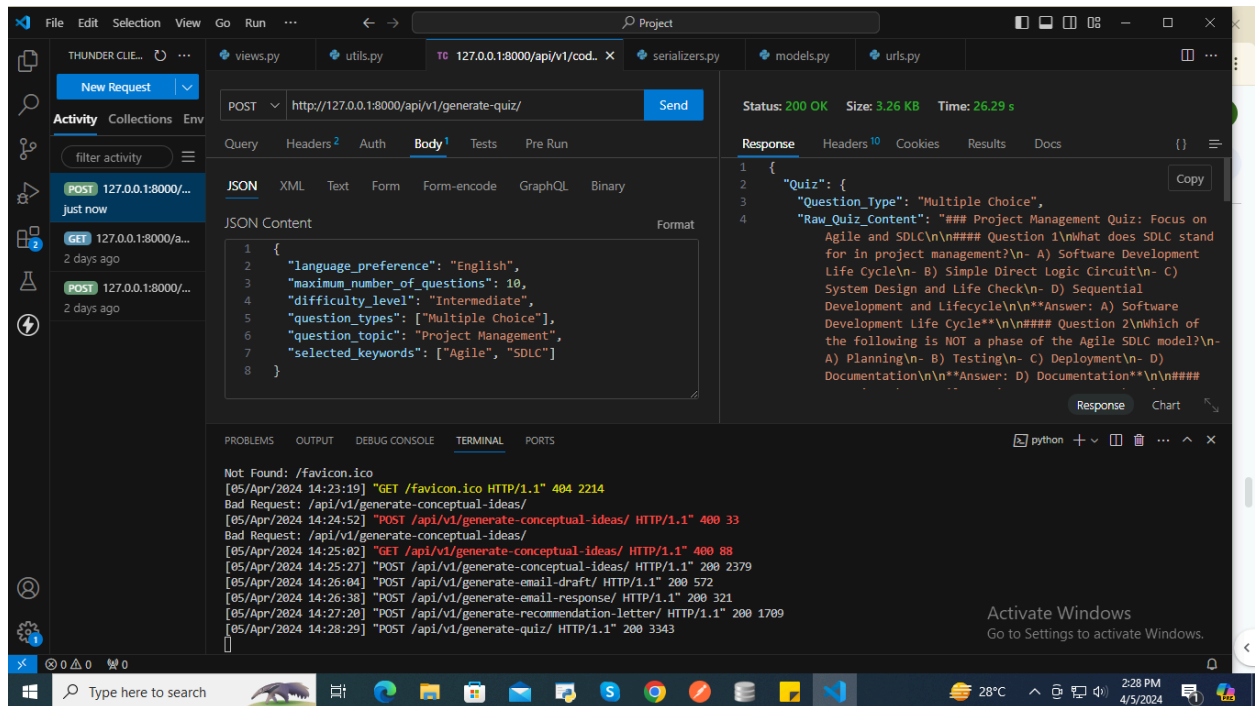 File Edit Selection View Go Run ··· Project
THUNDER CLIE... ···
views.py utils.py TC 127.0.0.1:8000/api/v1/cod.. serializers.py models.py urls.py
New Request
Activity Collections Env
filter activity
POST 127.0.0.1:8000/...
just now
GET 127.0.0.1:8000/a...
2 days ago
POST 127.0.0.1:8000/...
2 days ago
2
1
POST http://127.0.0.1:8000/api/v1/generate-quiz/ Send
Query Headers 2 Auth Body 1 Tests Pre Run
JSON XML Text Form Form-encode GraphQL Binary
JSON Content Format
1 {
2 "language_preference": "English",
3 "maximum_number_of_questions": 10,
4 "difficulty_level": "Intermediate",
5 "question_types": ["Multiple Choice"],
6 "question_topic": "Project Management",
7 "selected_keywords": ["Agile", "SDLC"]
8 }
Status: 200 OK Size: 3.26 KB Time: 26.29 s
Response Headers 10 Cookies Results Docs {}
Copy
1 {
2 "Quiz": {
3 "Question_Type": "Multiple Choice",
4 "Raw_Quiz_Content": "### Project Management Quiz: Focus on
Agile and SDLC\n\n#### Question 1\nWhat does SDLC stand
for in project management?\n- A) Software Development
Life Cycle\n- B) Simple Direct Logic Circuit\n- C)
System Design and Life Check\n- D) Sequential
Development and Lifecycle\n\n**Answer: A) Software
Development Life Cycle**\n\n#### Question 2\nWhich of
the following is NOT a phase of the Agile SDLC model?\n-
A) Planning\n- B) Testing\n- C) Deployment\n- D)
Documentation\n\n**Answer: D) Documentation**\n\n####
Response Chart
PROBLEMS OUTPUT DEBUG CONSOLE TERMINAL PORTS python ···
Not Found: /favicon.ico
[05/Apr/2024 14:23:19] "GET /favicon.ico HTTP/1.1" 404 2214
Bad Request: /api/v1/generate-conceptual-ideas/
[05/Apr/2024 14:24:52] "POST /api/v1/generate-conceptual-ideas/ HTTP/1.1" 400 33
Bad Request: /api/v1/generate-conceptual-ideas/
[05/Apr/2024 14:25:02] "GET /api/v1/generate-conceptual-ideas/ HTTP/1.1" 400 88
[05/Apr/2024 14:25:27] "POST /api/v1/generate-conceptual-ideas/ HTTP/1.1" 200 2379
[05/Apr/2024 14:26:04] "POST /api/v1/generate-email-draft/ HTTP/1.1" 200 572
[05/Apr/2024 14:26:38] "POST /api/v1/generate-email-response/ HTTP/1.1" 200 321
[05/Apr/2024 14:27:20] "POST /api/v1/generate-recommendation-letter/ HTTP/1.1" 200 1709
[05/Apr/2024 14:28:29] "POST /api/v1/generate-quiz/ HTTP/1.1" 200 3343
Activate Windows
Go to Settings to activate Windows.
0 0 0
Type here to search 28°C 2:28 PM
4/5/2024 1